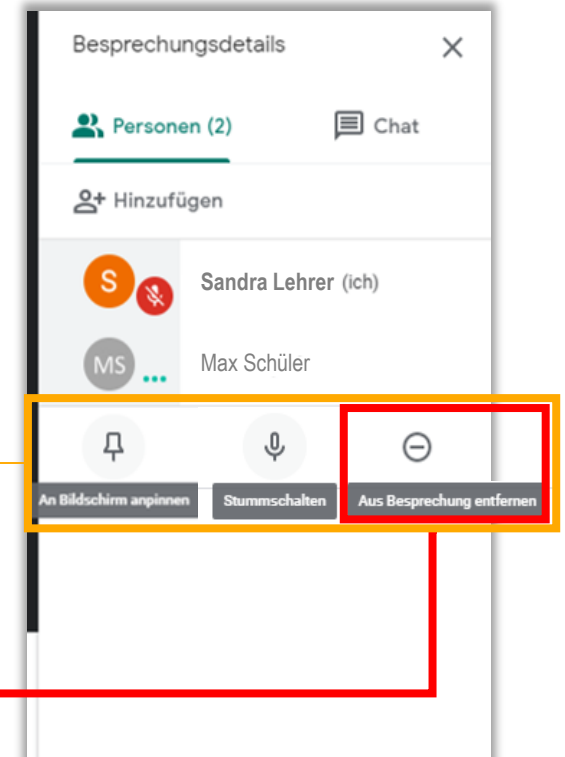 Besprechungsdetails
Personen (2) Chat
Hinzufügen
S Sandra Lehrer (ich)
MS Max Schüler
An Bildschirm anpinnen Stummschalten Aus Besprechung entfernen